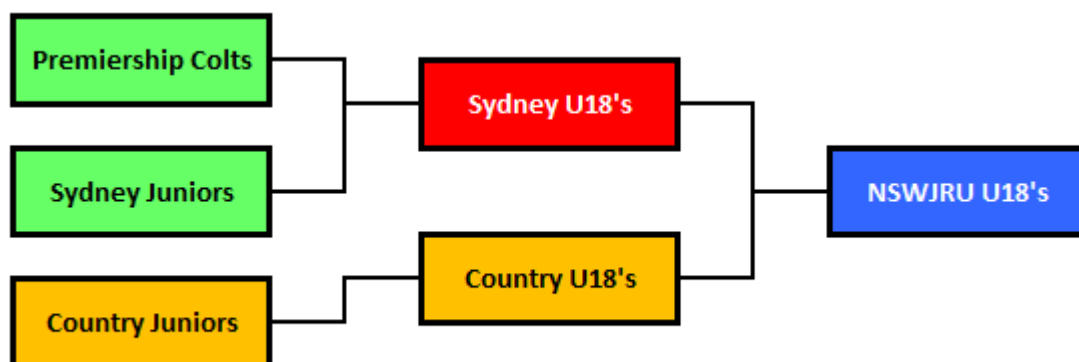 Premiership Colts
Sydney U18's
Sydney Juniors
NSWJRU U18's
Country U18's
Country Juniors